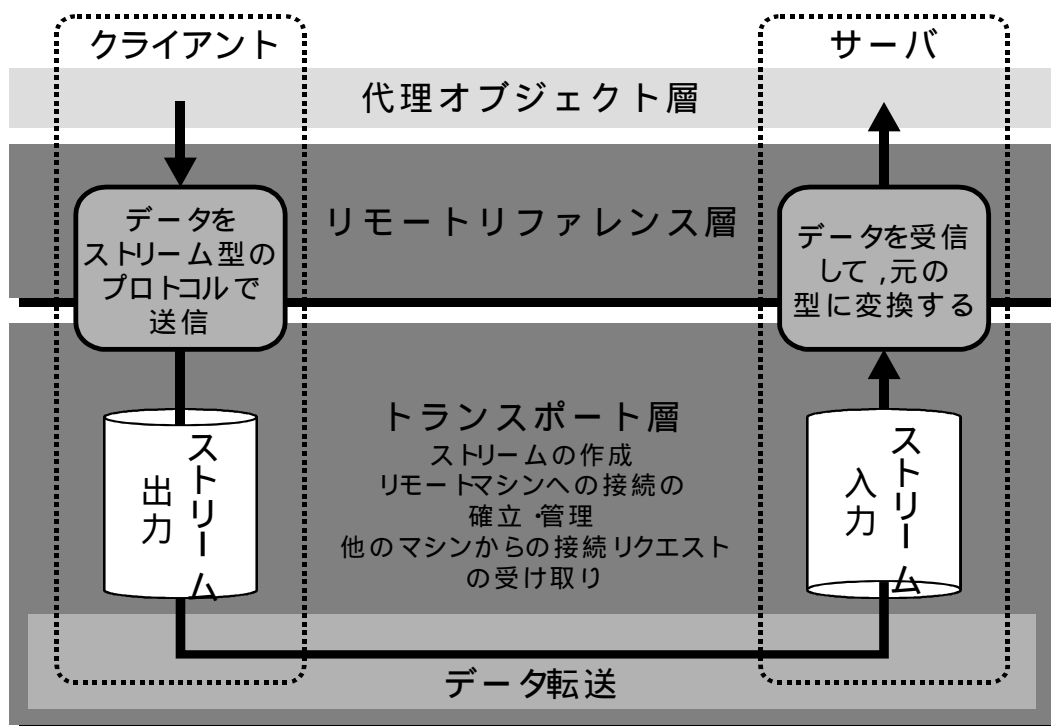 クライアント
サーバ
代理オブジェクト層
リモートリファレンス層
データを
ストリーム型の
プロトコルで
送信
データを受信
して,元の
型に変換する
トランスポート層
ストリームの作成
リモートマシンへの接続の
確立・管理
他のマシンからの接続リクエスト
の受け取り
ストリーム
出力
ストリーム
入力
データ転送